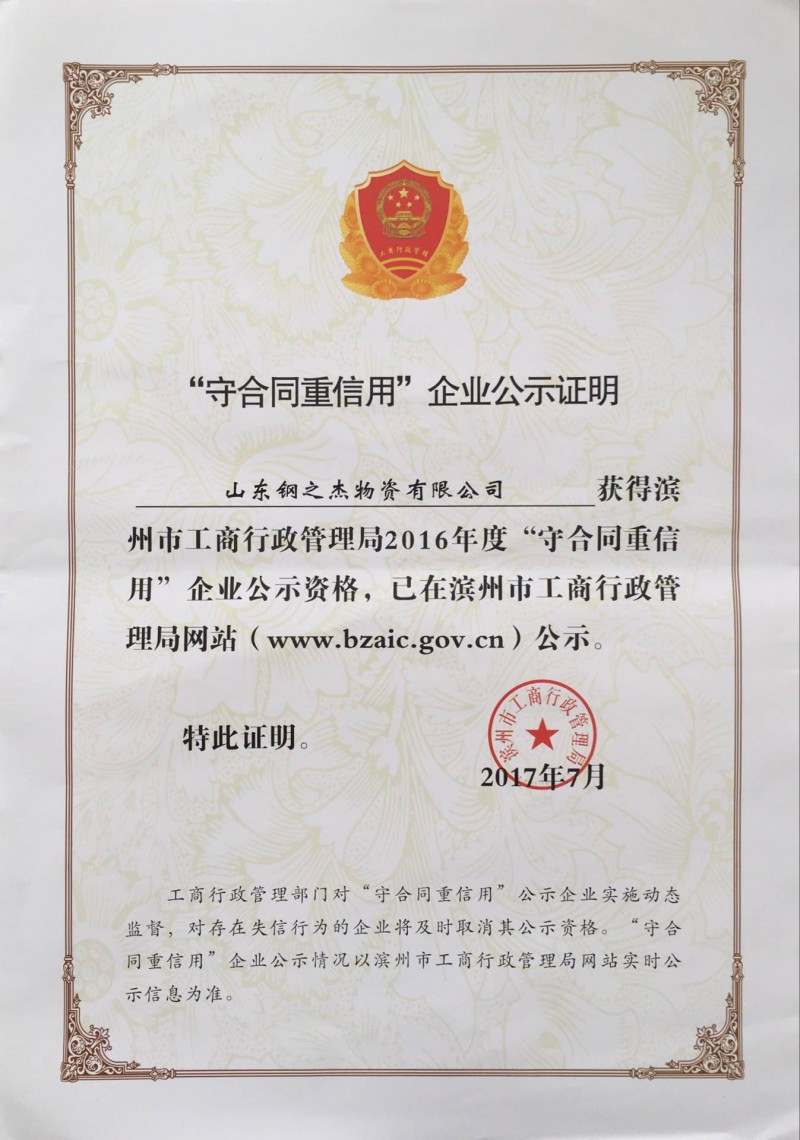 工商行政管理
“守合同重信用”企业公示证明
山东钢之杰物资有限公司 获得滨
州市工商行政管理局2016年度“守合同重信
用”企业公示资格，已在滨州市工商行政管
理局网站（www.bzaic.gov.cn）公示。
特此证明。
滨州市工商行政管理局
2017年7月
工商行政管理部门对“守合同重信用”公示企业实施动态
监督，对存在失信行为的企业将及时取消其公示资格。“守合
同重信用”企业公示情况以滨州市工商行政管理局网站实时公
示信息为准。